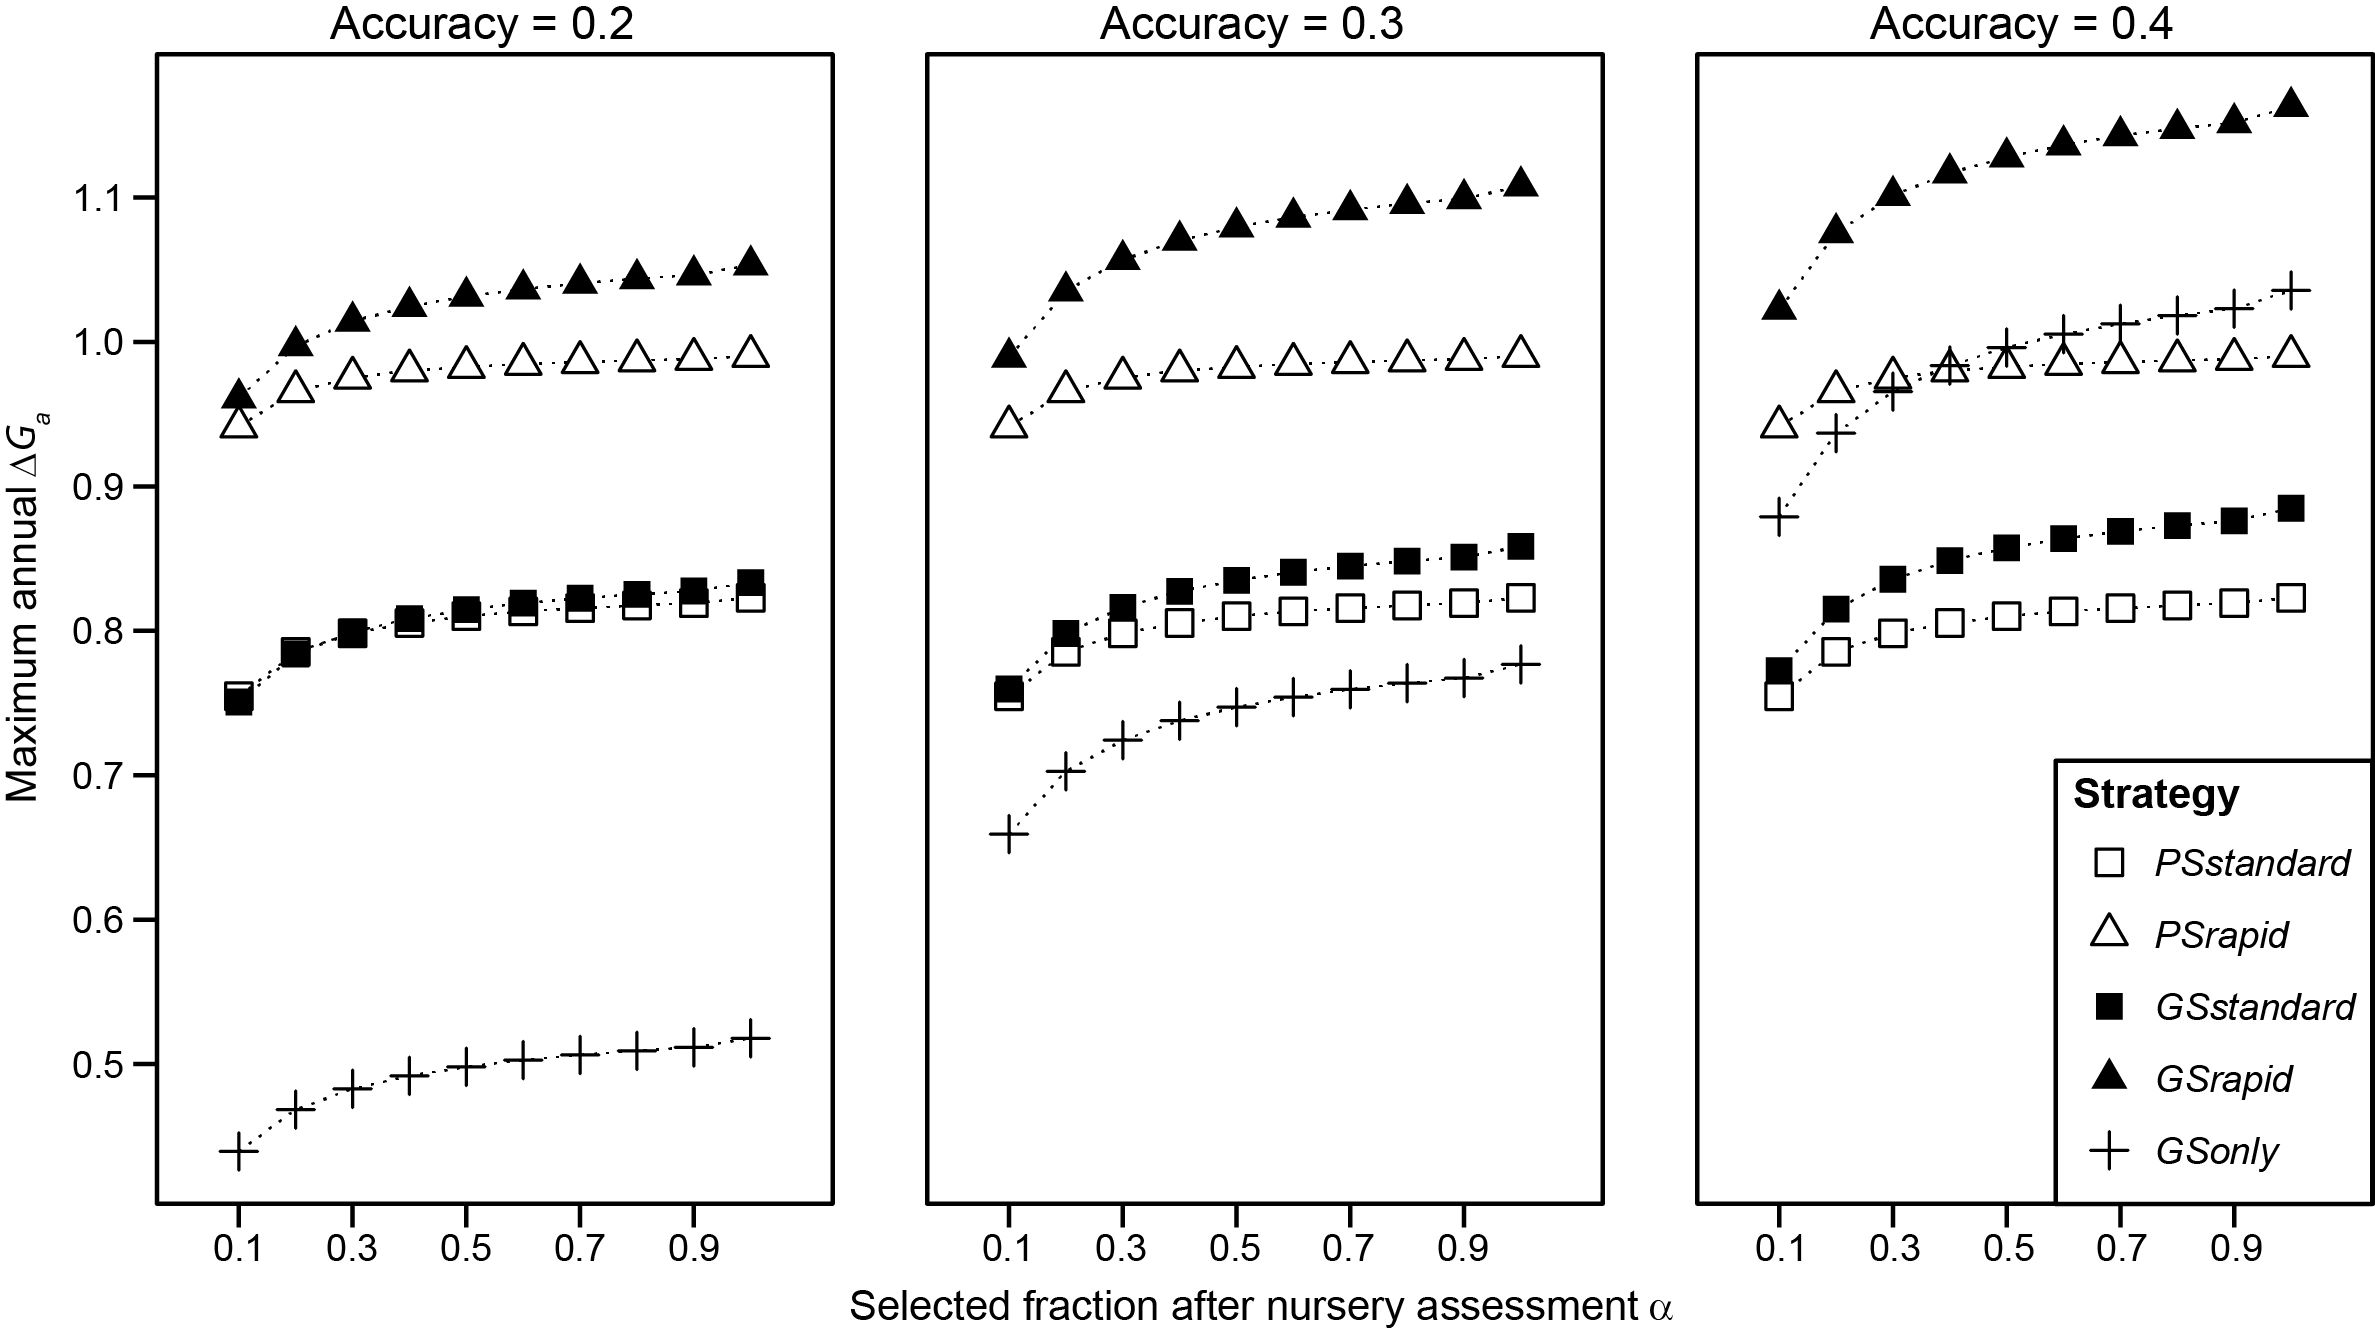 Accuracy = 0.2
Accuracy = 0.3
Accuracy = 0.4
Maximum annual ΔGa
1.1
1.0
0.9
0.8
0.7
0.6
0.5
Strategy
PSstandard
PSrapid
GSstandard
GSrapid
GSonly
0.1 0.3 0.5 0.7 0.9
0.1 0.3 0.5 0.7 0.9
0.1 0.3 0.5 0.7 0.9
Selected fraction after nursery assessment α